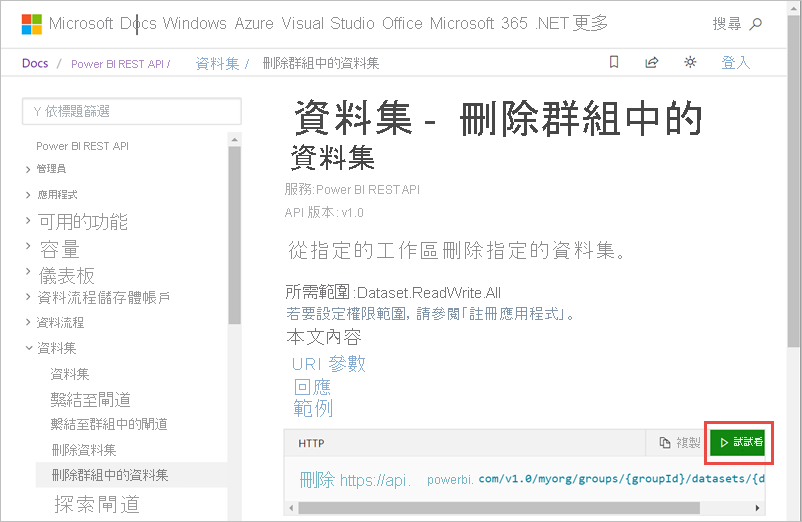 Microsoft Docs Windows Azure Visual Studio Office Microsoft 365 .NET 更多 搜尋
Docs / Power BI REST API / 資料集 / 刪除群組中的資料集 登入
依標題篩選
Power BI REST API
管理員
應用程式
可用的功能
容量
儀表板
資料流程儲存體帳戶
資料流程
資料集
資料集
繫結至閘道
繫結至群組中的閘道
刪除資料集
刪除群組中的資料集
探索閘道
資料集 - 刪除群組中的
資料集
服務:Power BI REST API
API 版本: v1.0
從指定的工作區刪除指定的資料集。
所需範圍:Dataset.ReadWrite.All
若要設定權限範圍, 請參閱「註冊應用程式」。
本文內容
URI 參數
回應
範例
HTTP 複製 試試看
刪除 https://api. powerbi. com/v1.0/myorg/groups/{groupId}/datasets/{d